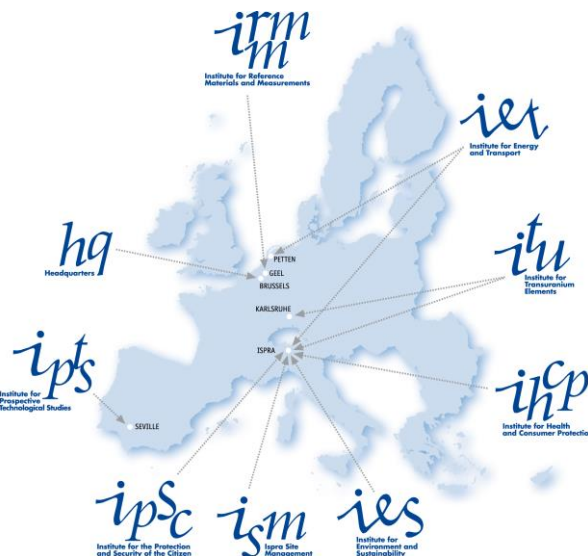 irmm
Institute for Reference
Materials and Measurements
iet
Institute for Energy
and Transport
hq
Headquarters
PETTEN
GEEL
BRUSSELS
itu
Institute for
Transuranium
Elements
KARLSRUHE
ISPRA
ipts
Institute for
Prospective
Technological Studies
SEVILLE
ihcp
Institute for Health
and Consumer Protection
ipsc
Institute for the Protection
and Security of the Citizen
ism
Ispra Site
Management
ies
Institute for
Environment and
Sustainability